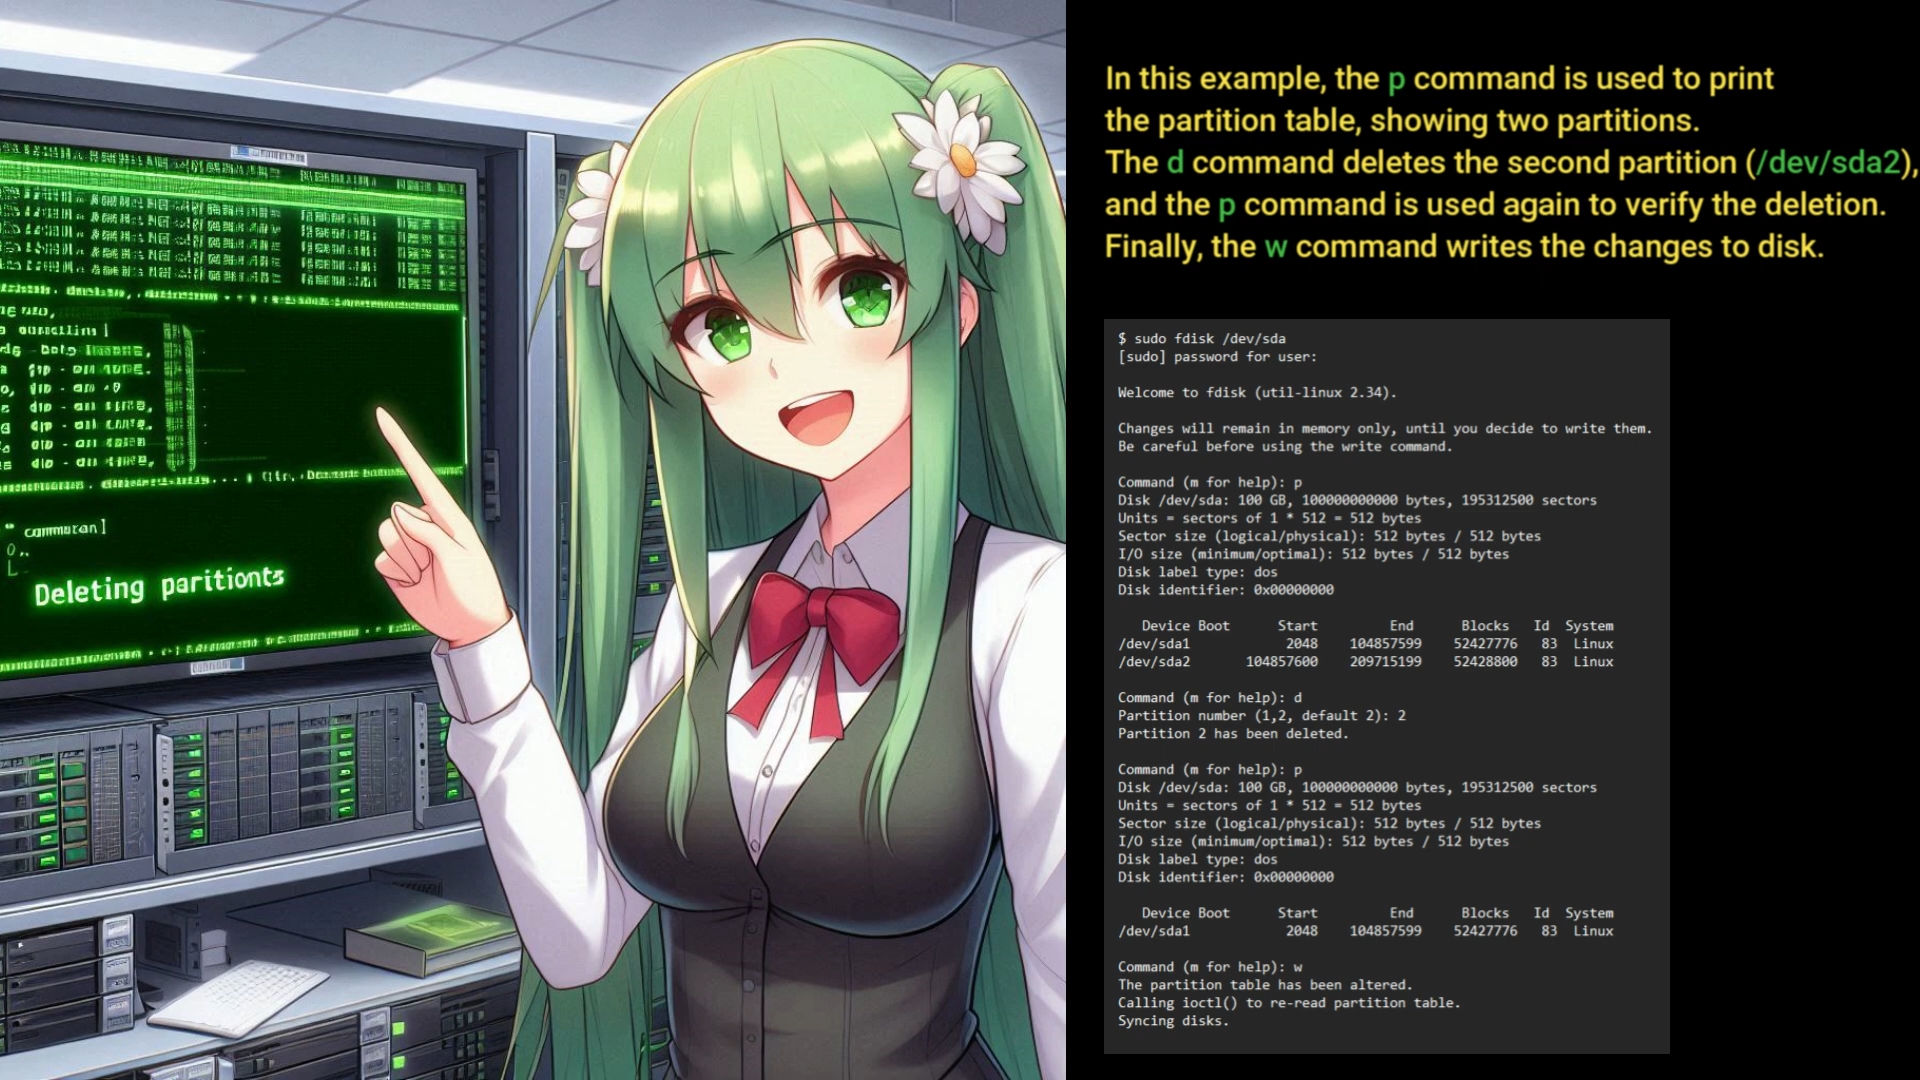 Deleting paritionts
In this example, the p command is used to print
the partition table, showing two partitions.
The d command deletes the second partition (/dev/sda2),
and the p command is used again to verify the deletion.
Finally, the w command writes the changes to disk.
$ sudo fdisk /dev/sda
[sudo] password for user:
Welcome to fdisk (util-linux 2.34).
Changes will remain in memory only, until you decide to write them.
Be careful before using the write command.
Command (m for help): p
Disk /dev/sda: 100 GB, 100000000000 bytes, 195312500 sectors
Units = sectors of 1 * 512 = 512 bytes
Sector size (logical/physical): 512 bytes / 512 bytes
I/O size (minimum/optimal): 512 bytes / 512 bytes
Disk label type: dos
Disk identifier: 0x00000000
Device Boot Start End Blocks Id System
/dev/sda1 2048 104857599 52427776 83 Linux
/dev/sda2 104857600 209715199 52428800 83 Linux
Command (m for help): d
Partition number (1,2, default 2): 2
Partition 2 has been deleted.
Command (m for help): p
Disk /dev/sda: 100 GB, 100000000000 bytes, 195312500 sectors
Units = sectors of 1 * 512 = 512 bytes
Sector size (logical/physical): 512 bytes / 512 bytes
I/O size (minimum/optimal): 512 bytes / 512 bytes
Disk label type: dos
Disk identifier: 0x00000000
Device Boot Start End Blocks Id System
/dev/sda1 2048 104857599 52427776 83 Linux
Command (m for help): w
The partition table has been altered.
Calling ioctl() to re-read partition table.
Syncing disks.